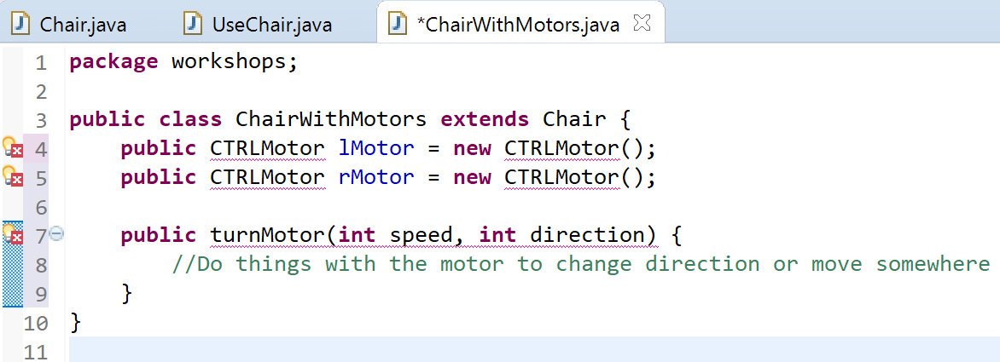 Chair.java UseChair.java *ChairWithMotors.java
1 package workshops;
2
3 public class ChairWithMotors extends Chair {
4     public CTRLMotor lMotor = new CTRLMotor();
5     public CTRLMotor rMotor = new CTRLMotor();
6
7     public turnMotor(int speed, int direction) {
8         //Do things with the motor to change direction or move somewhere
9     }
10 }
11